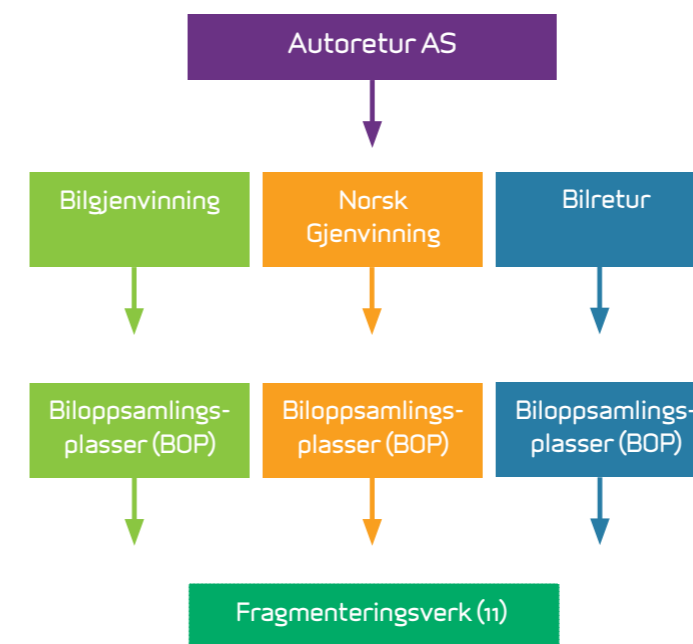 Autoretur AS
Bilgjenvinning
Norsk
Gjenvinning
Bilretur
Biloppsamlings-
plasser (BOP)
Biloppsamlings-
plasser (BOP)
Biloppsamlings-
plasser (BOP)
Fragmenteringsverk (11)